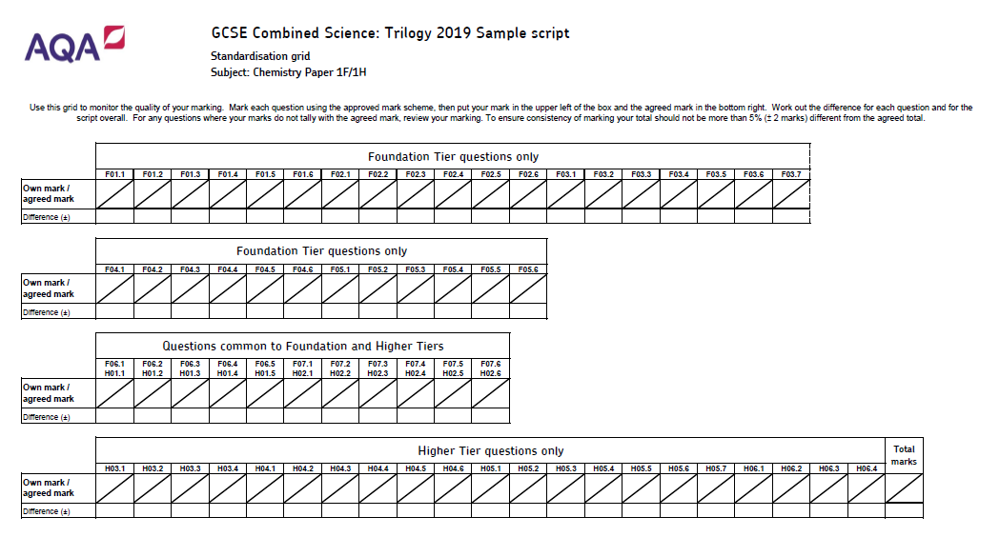 AQA
GCSE Combined Science: Trilogy 2019 Sample script
Standardisation grid
Subject: Chemistry Paper 1F/1H
Use this grid to monitor the quality of your marking. Mark each question using the approved mark scheme, then put your mark in the upper left of the box and the agreed mark in the bottom right. Work out the difference for each question and for the
script overall. For any questions where your marks do not tally with the agreed mark, review your marking. To ensure consistency of marking your total should not be more than 5% (± 2 marks) different from the agreed total.
Foundation Tier questions only
F01.1 F01.2 F01.3 F01.4 F01.5 F01.6 F02.1 F02.2 F02.3 F02.4 F02.5 F02.6 F03.1 F03.2 F03.3 F03.4 F03.5 F03.6 F03.7
Own mark /
agreed mark
Difference (±)
Foundation Tier questions only
F04.1 F04.2 F04.3 F04.4 F04.5 F04.6 F05.1 F05.2 F05.3 F05.4 F05.5 F05.6
Own mark /
agreed mark
Difference (±)
Questions common to Foundation and Higher Tiers
F06.1 F06.2 F06.3 F06.4 F06.5 F07.1 F07.2 F07.3 F07.4 F07.5 F07.6
H01.1 H01.2 H01.3 H01.4 H01.5 H02.1 H02.2 H02.3 H02.4 H02.5 H02.6
Own mark /
agreed mark
Difference (±)
Higher Tier questions only
Total
marks
H03.1 H03.2 H03.3 H03.4 H04.1 H04.2 H04.3 H04.4 H04.5 H04.6 H05.1 H05.2 H05.3 H05.4 H05.5 H05.6 H05.7 H06.1 H06.2 H06.3 H06.4
Own mark /
agreed mark
Difference (±)